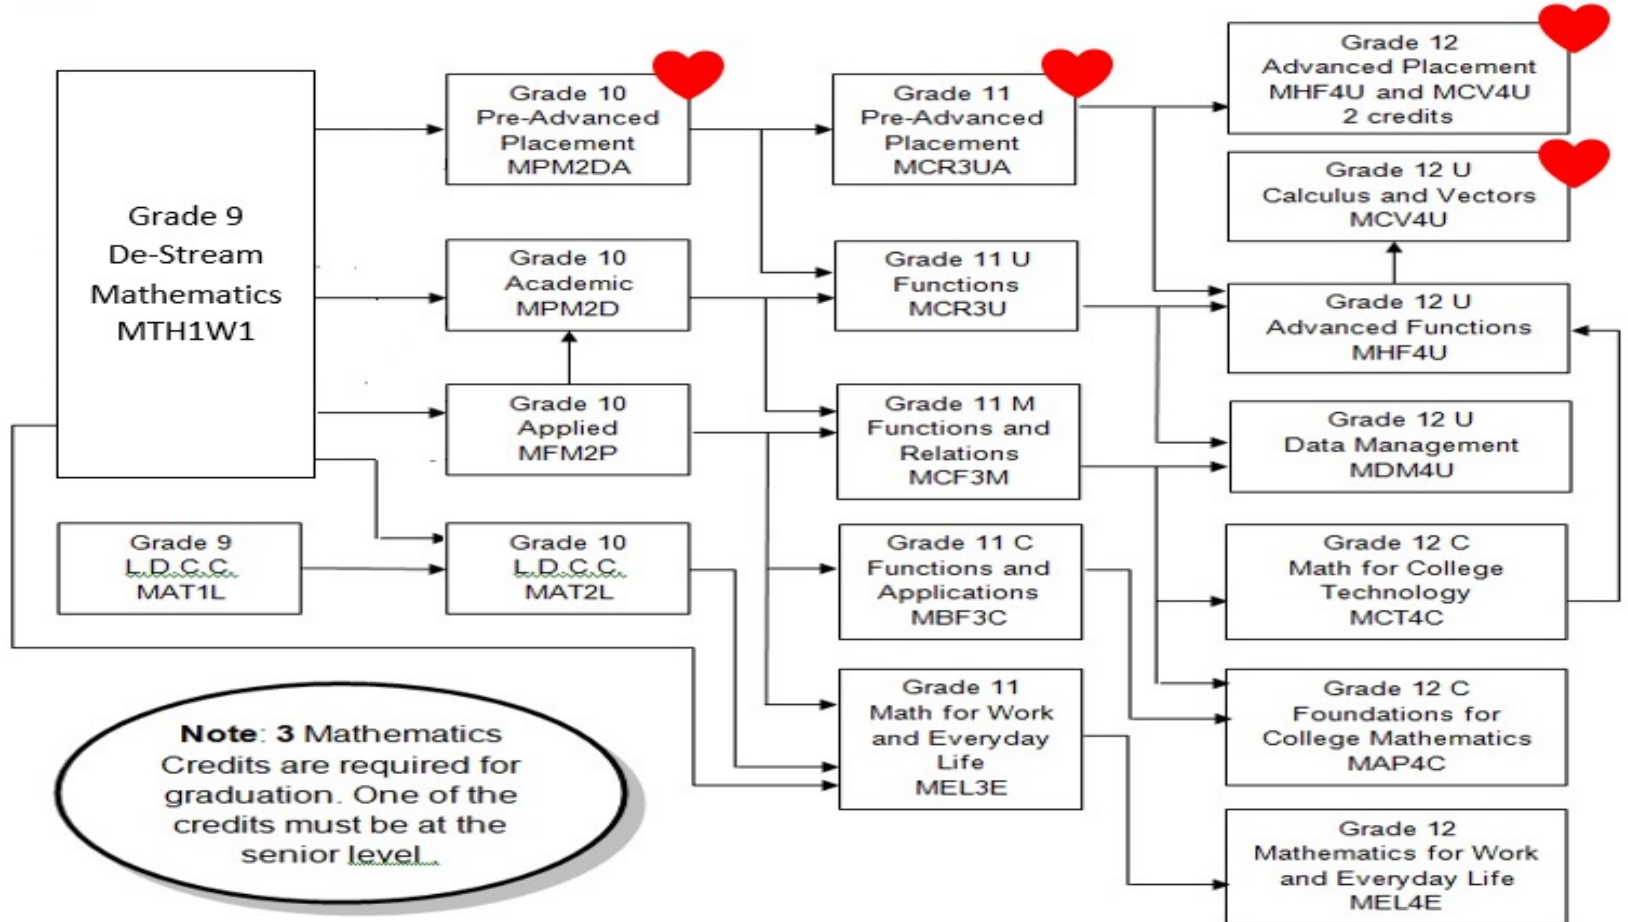 Grade 9
De-Stream
Mathematics
MTH1W1
Grade 9
L.D.C.C.
MAT1L
Note: 3 Mathematics
Credits are required for
graduation. One of the
credits must be at the
senior level .
Grade 10
Pre-Advanced
Placement
MPM2DA
Grade 10
Academic
MPM2D
Grade 10
Applied
MFM2P
Grade 10
L.D.C.C.
MAT2L
Grade 11
Pre-Advanced
Placement
MCR3UA
Grade 11 U
Functions
MCR3U
Grade 11 M
Functions and
Relations
MCF3M
Grade 11 C
Functions and
Applications
MBF3C
Grade 11
Math for Work
and Everyday
Life
MEL3E
Grade 12
Advanced Placement
MHF4U and MCV4U
2 credits
Grade 12 U
Calculus and Vectors
MCV4U
Grade 12 U
Advanced Functions
MHF4U
Grade 12 U
Data Management
MDM4U
Grade 12 C
Math for College
Technology
MCT4C
Grade 12 C
Foundations for
College Mathematics
MAP4C
Grade 12
Mathematics for Work
and Everyday Life
MEL4E